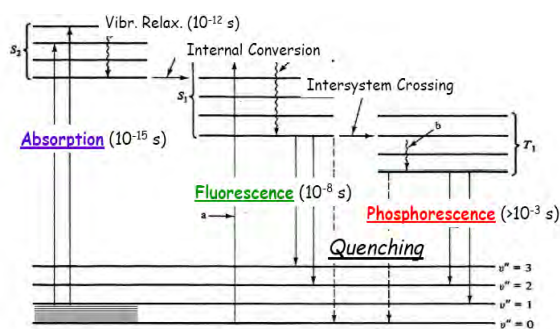 Vibr. Relax. (10⁻¹² s)
S₂
Internal Conversion
S₁
Intersystem Crossing
Absorption (10⁻¹⁵ s)
b
T₁
Fluorescence (10⁻⁸ s)
a
Phosphorescence (>10⁻³ s)
Quenching
v″ = 3
v″ = 2
v″ = 1
v″ = 0